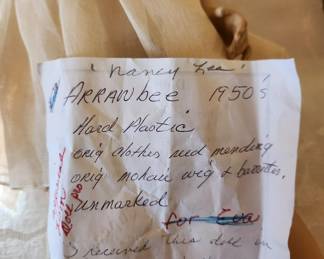 'Nancy Lee'
ARRANbee 1950's
Hard Plastic
orig clothes need mending
orig mohair wig & barettes.
unmarked
for Eva
I received this doll in